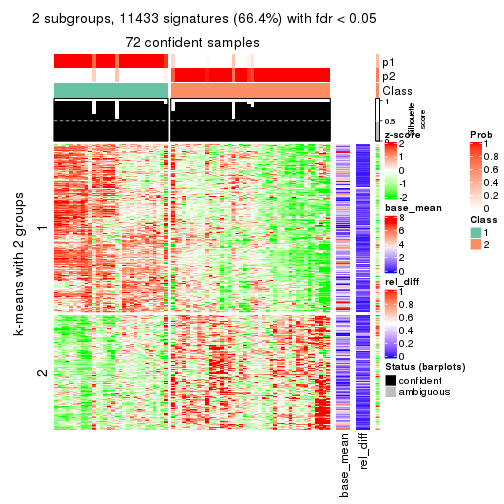 2 subgroups, 11433 signatures (66.4%) with fdr < 0.05
72 confident samples
p1
p2
Class
1
0.5
0
Silhouette
score
k-means with 2 groups
1
2
z-score
2
1
0
-1
-2
base_mean
8
6
4
2
0
rel_diff
1
0.8
0.6
0.4
0.2
0
Status (barplots)
confident
ambiguous
Prob
1
0.8
0.6
0.4
0.2
0
Class
1
2
base_mean
rel_diff